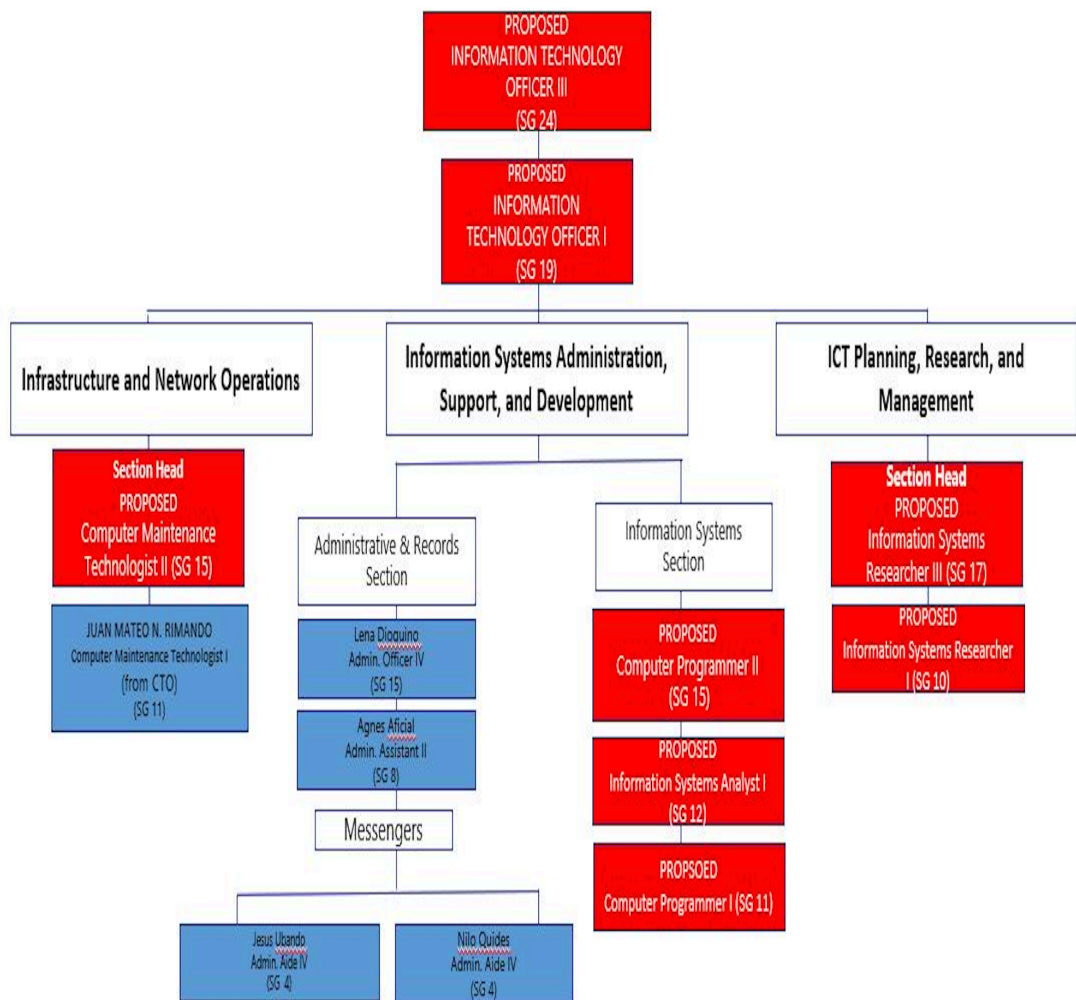 PROPOSED
INFORMATION TECHNOLOGY
OFFICER III
(SG 24)
PROPOSED
INFORMATION
TECHNOLOGY OFFICER I
(SG 19)
Infrastructure and Network Operations
Information Systems Administration,
Support, and Development
ICT Planning, Research, and
Management
Section Head
PROPOSED
Computer Maintenance
Technologist II (SG 15)
JUAN MATEO N. RIMANDO
Computer Maintenance Technologist I
(from CTO)
(SG 11)
Administrative & Records
Section
Lena Dioquino
Admin. Officer IV
(SG 15)
Agnes Aficial
Admin. Assistant II
(SG 8)
Messengers
Jesus Ubando
Admin. Aide IV
(SG 4)
Nilo Quides
Admin. Aide IV
(SG 4)
Information Systems
Section
PROPOSED
Computer Programmer II
(SG 15)
PROPOSED
Information Systems Analyst I
(SG 12)
PROPSOED
Computer Programmer I (SG 11)
Section Head
PROPOSED
Information Systems
Researcher III (SG 17)
PROPOSED
Information Systems Researcher
I (SG 10)